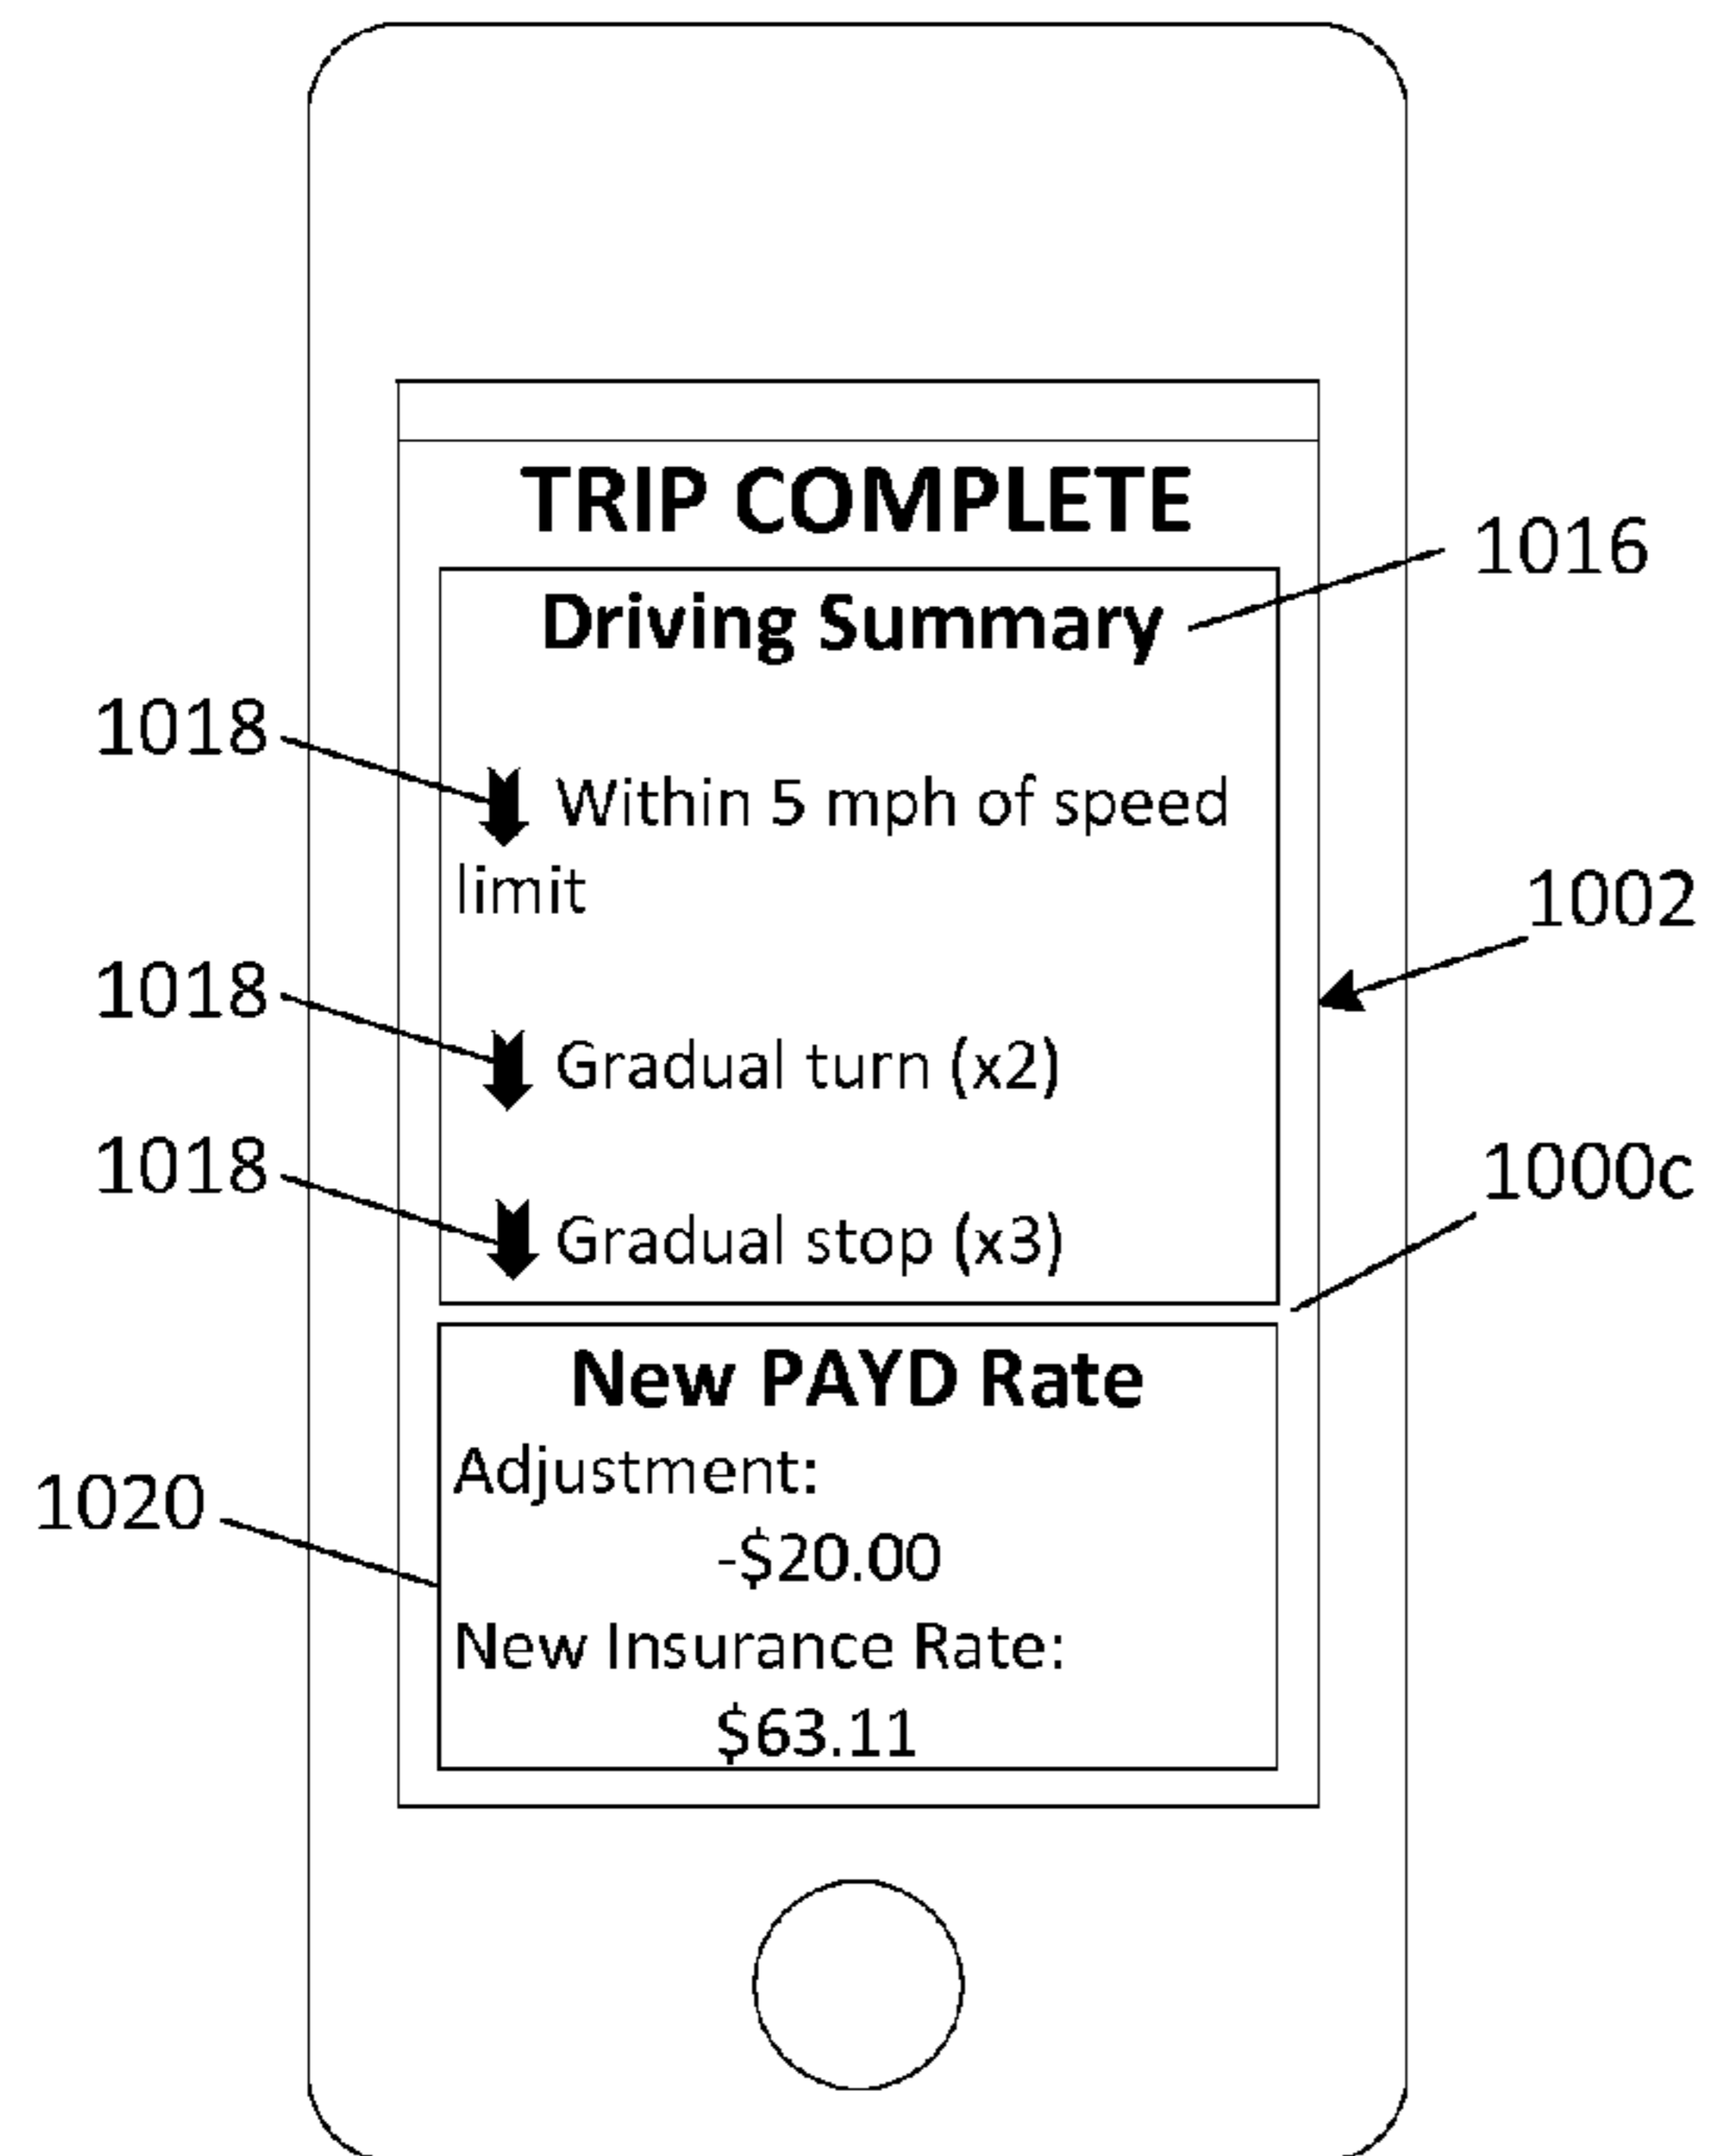 TRIP COMPLETE
1016
Driving Summary
1018
Within 5 mph of speed
limit
1002
1018
Gradual turn (x2)
1018
1000c
Gradual stop (x3)
New PAYD Rate
Adjustment:
1020
-$20.00
New Insurance Rate:
$63.11